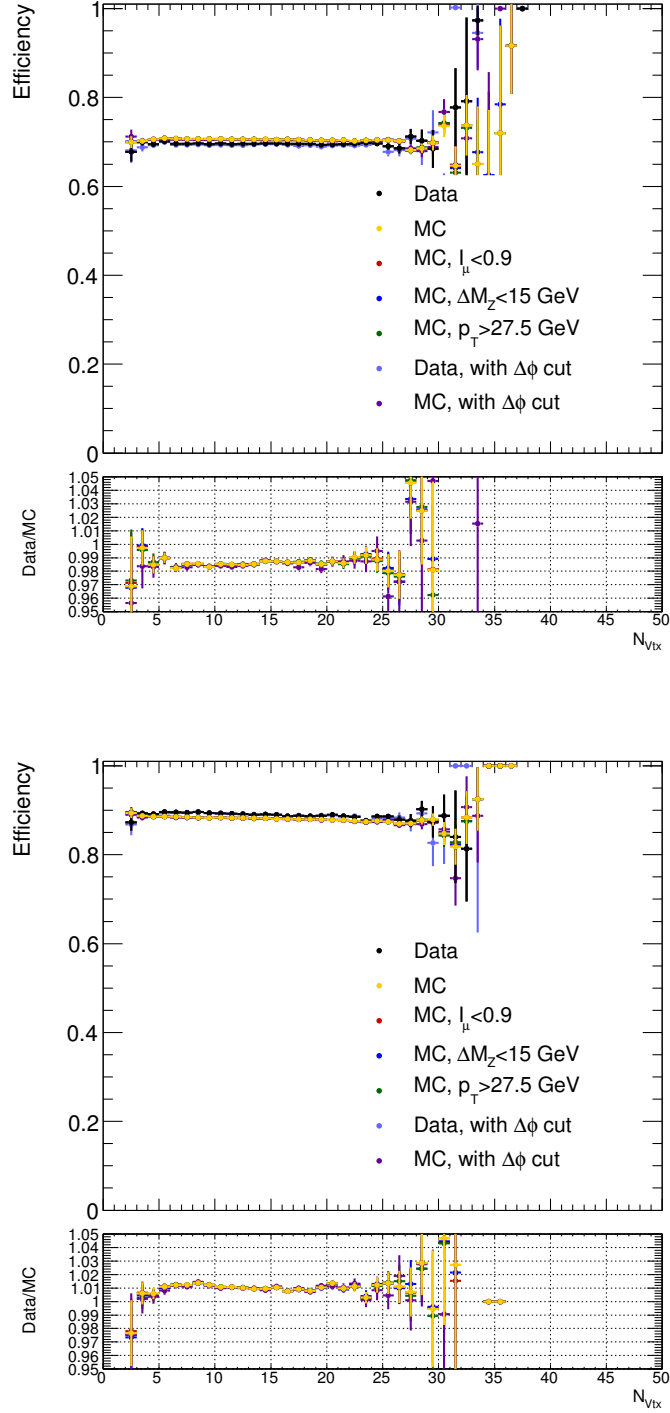 Efficiency
1
0.8
0.6
0.4
0.2
0
Data
MC
MC, I_μ<0.9
MC, ΔM_Z<15 GeV
MC, p_T>27.5 GeV
Data, with Δϕ cut
MC, with Δϕ cut
Data/MC
1.05
1.04
1.03
1.02
1.01
1
0.99
0.98
0.97
0.96
0.95
0 5 10 15 20 25 30 35 40 45 50
N_Vtx
Efficiency
1
0.8
0.6
0.4
0.2
0
Data
MC
MC, I_μ<0.9
MC, ΔM_Z<15 GeV
MC, p_T>27.5 GeV
Data, with Δϕ cut
MC, with Δϕ cut
Data/MC
1.05
1.04
1.03
1.02
1.01
1
0.99
0.98
0.97
0.96
0.95
0 5 10 15 20 25 30 35 40 45 50
N_Vtx